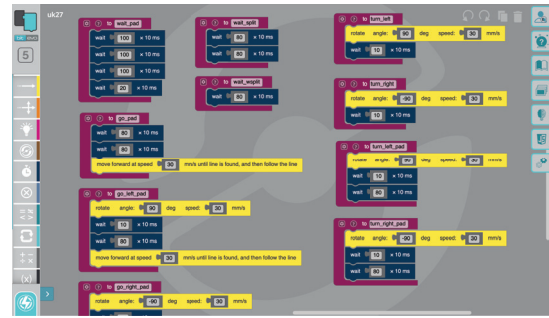 uk27
5
to wait_pad
wait 100 x 10 ms
wait 100 x 10 ms
wait 100 x 10 ms
wait 20 x 10 ms
to go_pad
wait 80 x 10 ms
wait 80 x 10 ms
move forward at speed 30 mm/s until line is found, and then follow the line
to go_left_pad
rotate angle: 90 deg speed: 30 mm/s
wait 10 x 10 ms
wait 80 x 10 ms
move forward at speed 30 mm/s until line is found, and then follow the line
to go_right_pad
rotate angle: -90 deg speed: 30 mm/s
to wait_split
wait 80 x 10 ms
wait 80 x 10 ms
to wait_wsplit
wait 80 x 10 ms
to turn_left
rotate angle: 90 deg speed: 30 mm/s
wait 10 x 10 ms
to turn_right
rotate angle: -90 deg speed: 30 mm/s
wait 10 x 10 ms
to turn_left_pad
rotate angle: 90 deg speed: 30 mm/s
wait 10 x 10 ms
wait 80 x 10 ms
to turn_right_pad
rotate angle: -90 deg speed: 30 mm/s
wait 10 x 10 ms
wait 80 x 10 ms
(x)